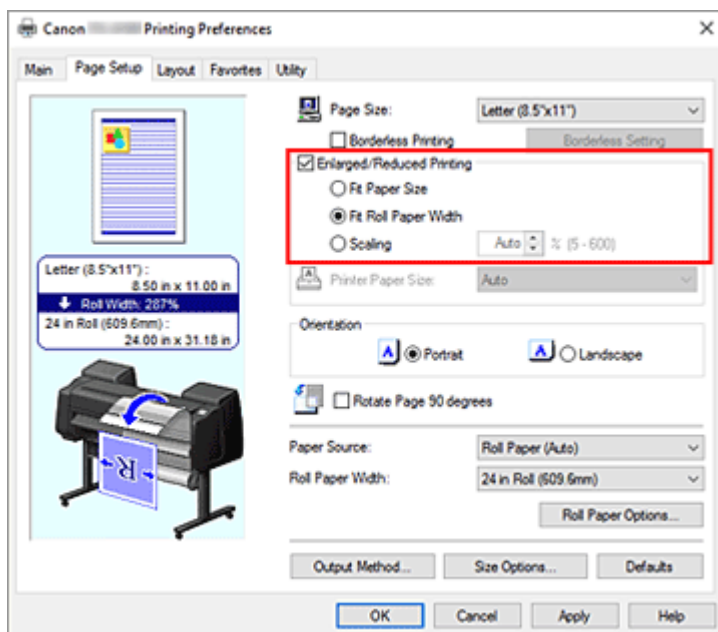 Canon Printing Preferences
Main Page Setup Layout Favorites Utility
Page Size: Letter (8.5"x11")
Borderless Printing Borderless Setting
Enlarged/Reduced Printing
Fit Paper Size
Fit Roll Paper Width
Scaling Auto % (5 - 600)
Letter (8.5"x11") :
8.50 in x 11.00 in
Roll Width: 287%
24 in Roll (609.6mm) :
24.00 in x 31.18 in
Printer Paper Size: Auto
Orientation
A Portrait A Landscape
Rotate Page 90 degrees
R
Paper Source: Roll Paper (Auto)
Roll Paper Width: 24 in Roll (609.6mm)
Roll Paper Options...
Output Method... Size Options... Defaults
OK Cancel Apply Help